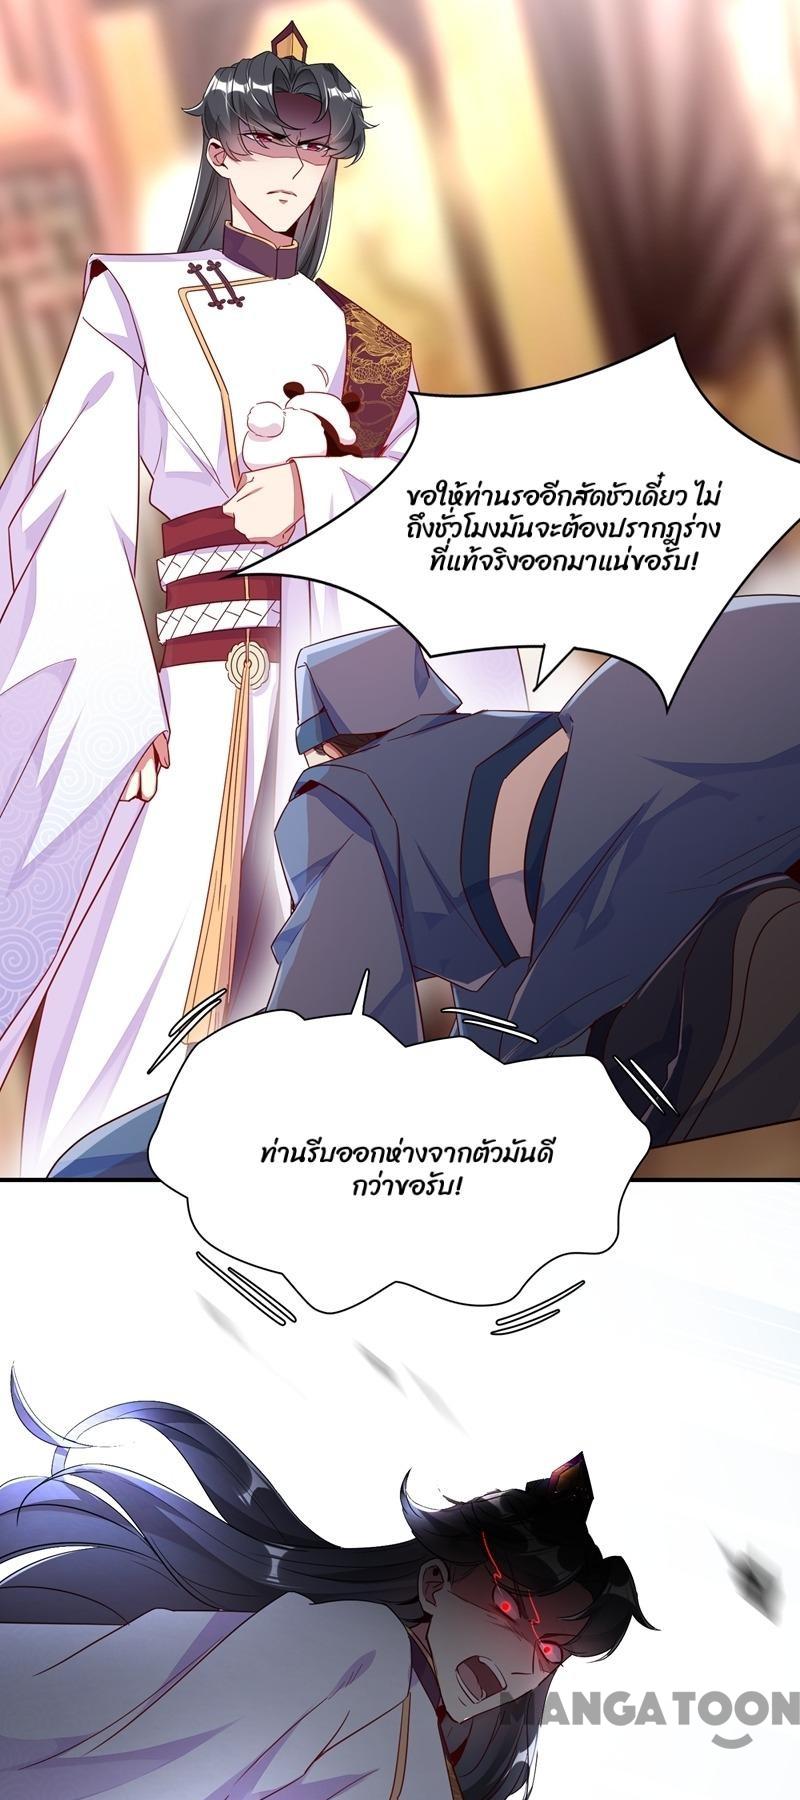 ขอให้ท่านรออีกสัดชัวเดี๋ยว ไม่
ถึงชั่วโมงมันจะต้องปรากฎร่าง
ที่แท้จริงออกมาแน่ขอรับ!
ท่านรีบออกห่างจากตัวมันดี
กว่าขอรับ!
MANGATOON